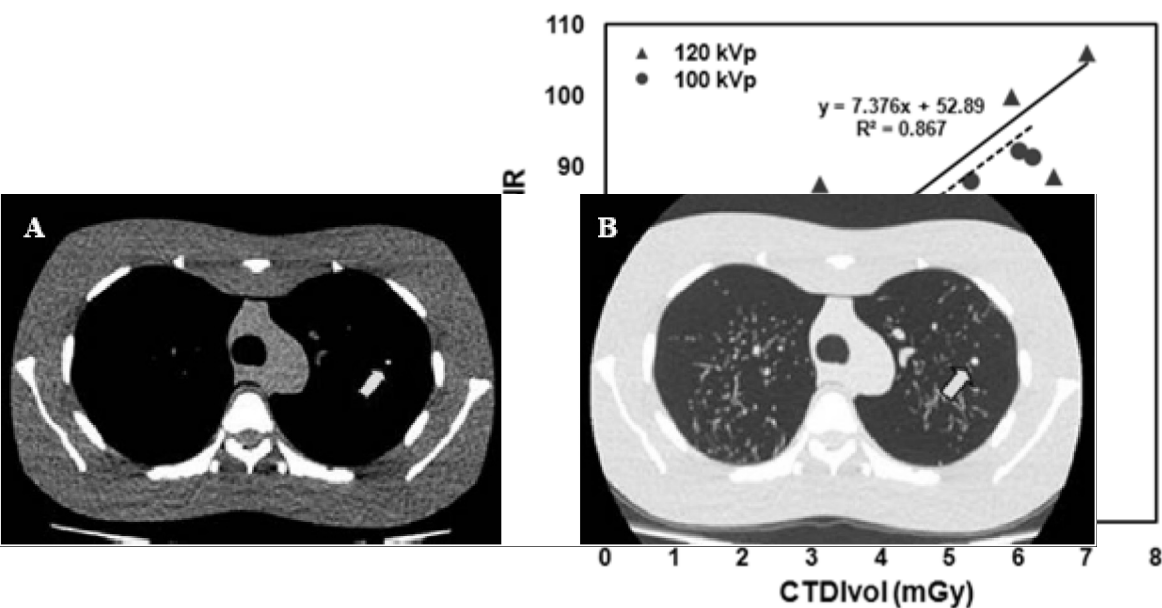 110
120 kVp
100 kVp
100
y = 7.376x + 52.89
R² = 0.867
90
IR
A
B
0 1 2 3 4 5 6 7 8
CTDIvol (mGy)